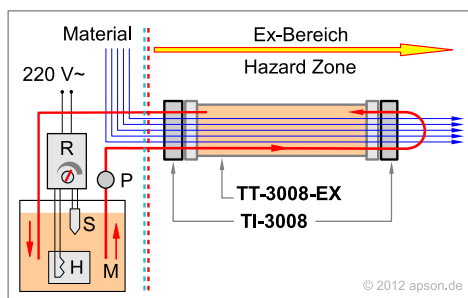 Material
Ex-Bereich
Hazard Zone
220 V~
R
P
S
H
M
TT-3008-EX
TI-3008
© 2012 apson.de